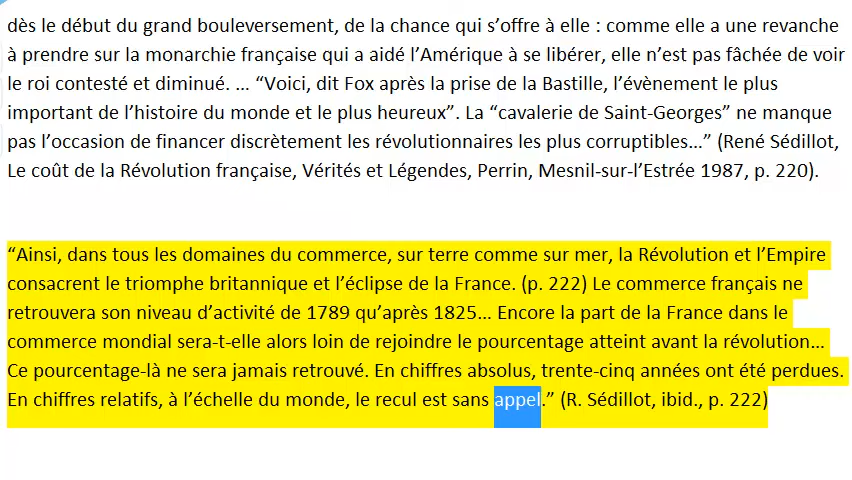 dès le début du grand bouleversement, de la chance qui s’offre à elle : comme elle a une revanche
à prendre sur la monarchie française qui a aidé l’Amérique à se libérer, elle n’est pas fâchée de voir
le roi contesté et diminué. ... “Voici, dit Fox après la prise de la Bastille, l’évènement le plus
important de l’histoire du monde et le plus heureux”. La “cavalerie de Saint-Georges” ne manque
pas l’occasion de financer discrètement les révolutionnaires les plus corruptibles...” (René Sédillot,
Le coût de la Révolution française, Vérités et Légendes, Perrin, Mesnil-sur-l’Estrée 1987, p. 220).
“Ainsi, dans tous les domaines du commerce, sur terre comme sur mer, la Révolution et l’Empire
consacrent le triomphe britannique et l’éclipse de la France. (p. 222) Le commerce français ne
retrouvera son niveau d’activité de 1789 qu’après 1825... Encore la part de la France dans le
commerce mondial sera-t-elle alors loin de rejoindre le pourcentage atteint avant la révolution...
Ce pourcentage-là ne sera jamais retrouvé. En chiffres absolus, trente-cinq années ont été perdues.
En chiffres relatifs, à l’échelle du monde, le recul est sans appel.” (R. Sédillot, ibid., p. 222)